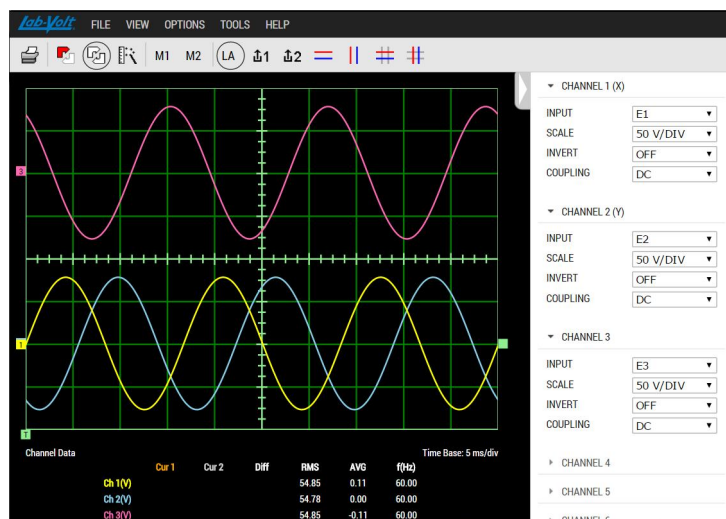 Lab-Volt FILE VIEW OPTIONS TOOLS HELP
M1 M2 LA 1 2
CHANNEL 1 (X)
INPUT E1
SCALE 50 V/DIV
INVERT OFF
COUPLING DC
CHANNEL 2 (Y)
INPUT E2
SCALE 50 V/DIV
INVERT OFF
COUPLING DC
CHANNEL 3
INPUT E3
SCALE 50 V/DIV
INVERT OFF
COUPLING DC
CHANNEL 4
CHANNEL 5
3
1
T
Channel Data Time Base: 5 ms/div
Cur 1 Cur 2 Diff RMS AVG f(Hz)
Ch 1(V) 54.85 0.11 60.00
Ch 2(V) 54.78 0.00 60.00
Ch 3(V) 54.85 -0.11 60.00